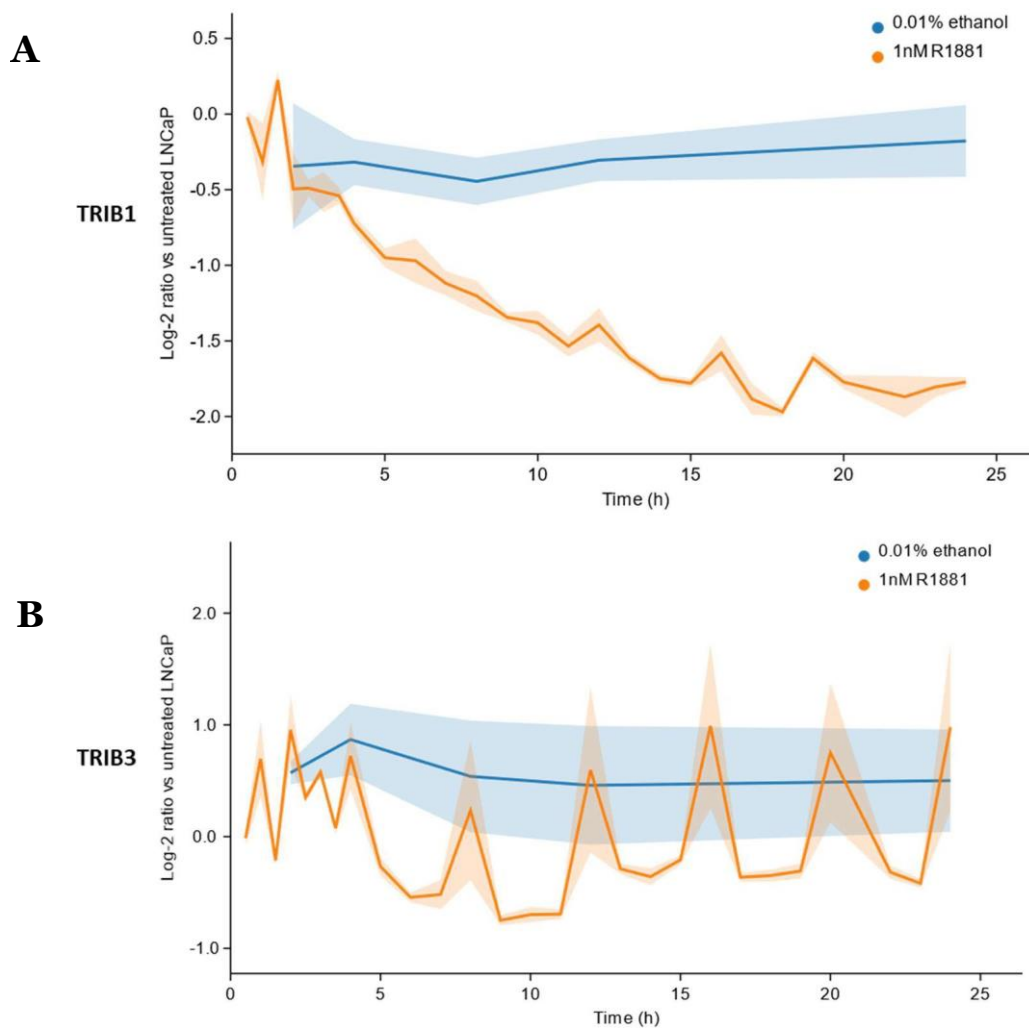 A
0.01% ethanol
1nM R1881
0.5
0.0
-0.5
-1.0
-1.5
-2.0
Log-2 ratio vs untreated LNCaP
TRIB1
0 5 10 15 20 25
Time (h)
B
0.01% ethanol
1nM R1881
2.0
1.0
0.0
-1.0
Log-2 ratio vs untreated LNCaP
TRIB3
0 5 10 15 20 25
Time (h)